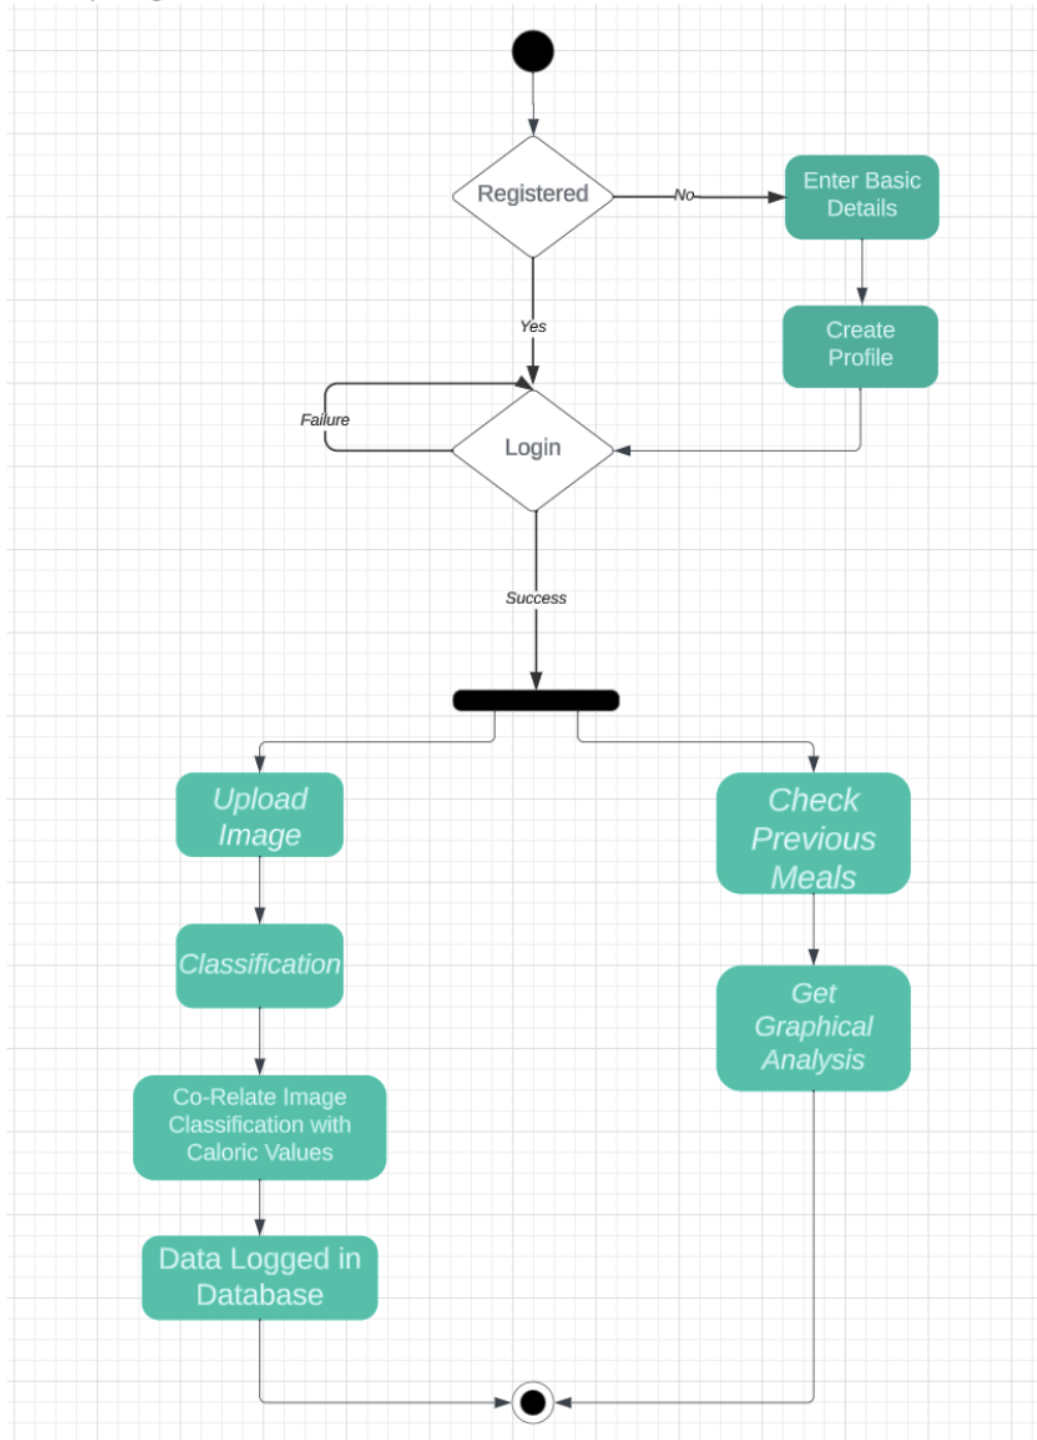 Registered
No
Enter Basic
Details
Yes
Create
Profile
Failure
Login
Success
Upload
Image
Check
Previous
Meals
Classification
Get
Graphical
Analysis
Co-Relate Image
Classification with
Caloric Values
Data Logged in
Database